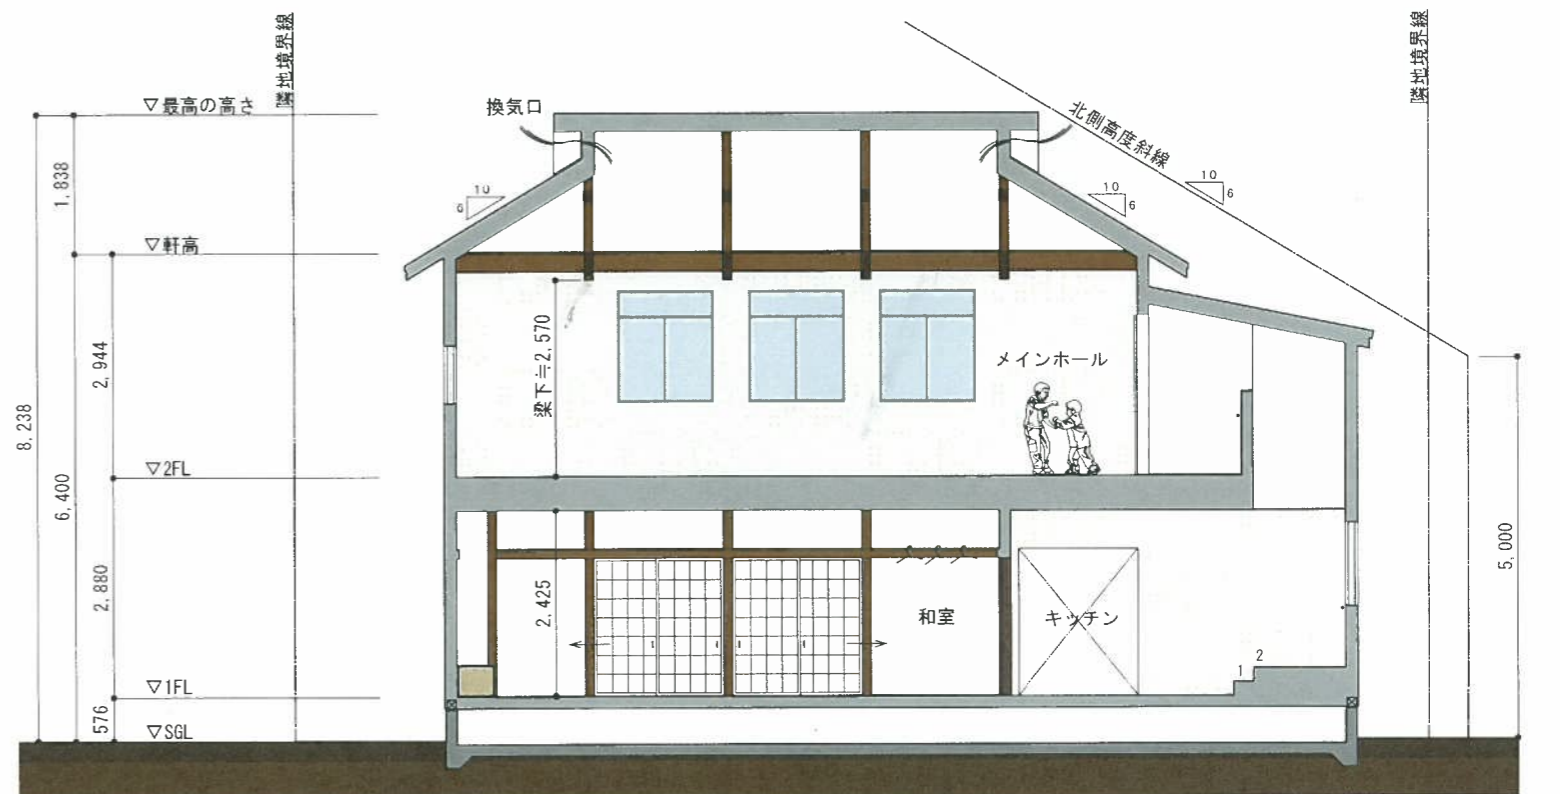 隣地境界線
隣地境界線
▽最高の高さ
換気口
北側高度斜線
1,838
10
6
10
6
10
6
▽軒高
2,944
梁下≒2,570
メインホール
8,238
6,400
▽2FL
5,000
2,880
2,425
和室
キッチン
1
2
▽1FL
576
▽SGL